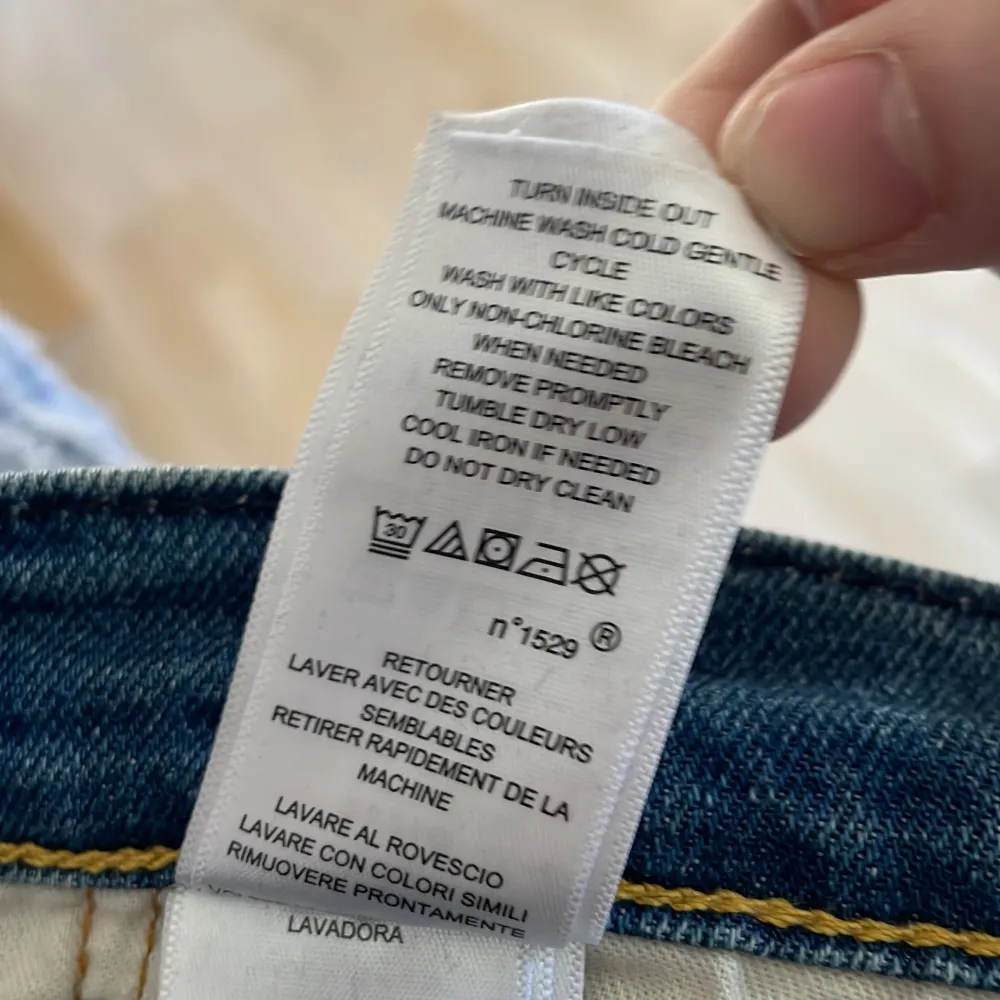 TURN INSIDE OUT
MACHINE WASH COLD GENTLE
CYCLE
WASH WITH LIKE COLORS
ONLY NON-CHLORINE BLEACH
WHEN NEEDED
REMOVE PROMPTLY
TUMBLE DRY LOW
COOL IRON IF NEEDED
DO NOT DRY CLEAN
30
n°1529 ®
RETOURNER
LAVER AVEC DES COULEURS
SEMBLABLES
RETIRER RAPIDEMENT DE LA
MACHINE
LAVARE AL ROVESCIO
LAVARE CON COLORI SIMILI
RIMUOVERE PRONTAMENTE
LAVADORA